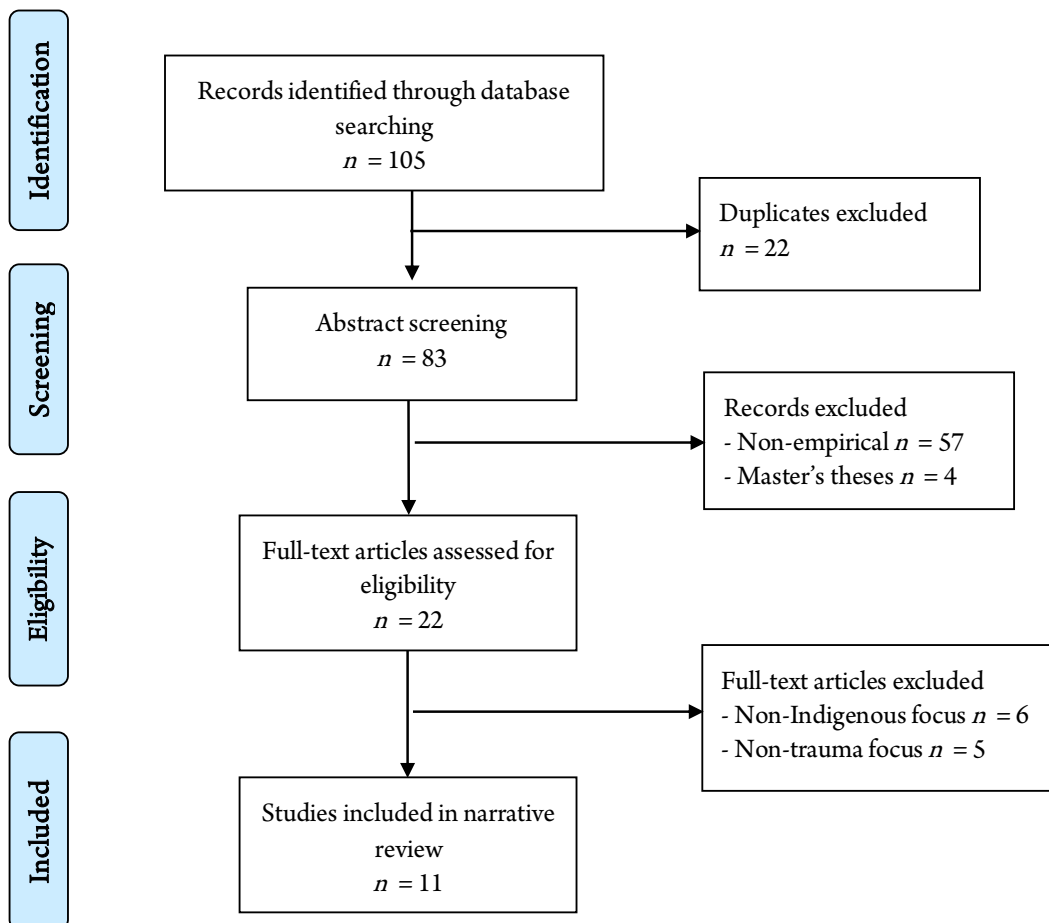 Identification
Records identified through database
searching
n = 105
Duplicates excluded
n = 22
Screening
Abstract screening
n = 83
Records excluded
- Non-empirical n = 57
- Master’s theses n = 4
Eligibility
Full-text articles assessed for
eligibility
n = 22
Full-text articles excluded
- Non-Indigenous focus n = 6
- Non-trauma focus n = 5
Included
Studies included in narrative
review
n = 11